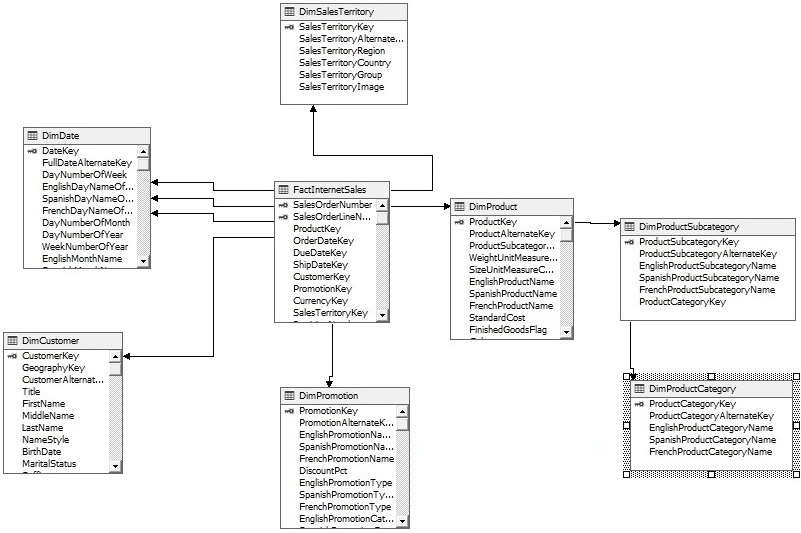 DimSalesTerritory
SalesTerritoryKey
SalesTerritoryAlternate...
SalesTerritoryRegion
SalesTerritoryCountry
SalesTerritoryGroup
SalesTerritoryImage
DimDate
DateKey
FullDateAlternateKey
DayNumberOfWeek
EnglishDayNameOf...
SpanishDayNameO...
FrenchDayNameOf...
DayNumberOfMonth
DayNumberOfYear
WeekNumberOfYear
EnglishMonthName
FactInternetSales
SalesOrderNumber
SalesOrderLineN...
ProductKey
OrderDateKey
DueDateKey
ShipDateKey
CustomerKey
PromotionKey
CurrencyKey
SalesTerritoryKey
DimProduct
ProductKey
ProductAlternateKey
ProductSubcategor...
WeightUnitMeasure...
SizeUnitMeasureC...
EnglishProductName
SpanishProductName
FrenchProductName
StandardCost
FinishedGoodsFlag
DimProductSubcategory
ProductSubcategoryKey
ProductSubcategoryAlternateKey
EnglishProductSubcategoryName
SpanishProductSubcategoryName
FrenchProductSubcategoryName
ProductCategoryKey
DimCustomer
CustomerKey
GeographyKey
CustomerAlternat...
Title
FirstName
MiddleName
LastName
NameStyle
BirthDate
MaritalStatus
DimPromotion
PromotionKey
PromotionAlternateK...
EnglishPromotionNa...
SpanishPromotionNa...
FrenchPromotionName
DiscountPct
EnglishPromotionType
SpanishPromotionTy...
FrenchPromotionType
EnglishPromotionCat...
DimProductCategory
ProductCategoryKey
ProductCategoryAlternateKey
EnglishProductCategoryName
SpanishProductCategoryName
FrenchProductCategoryName